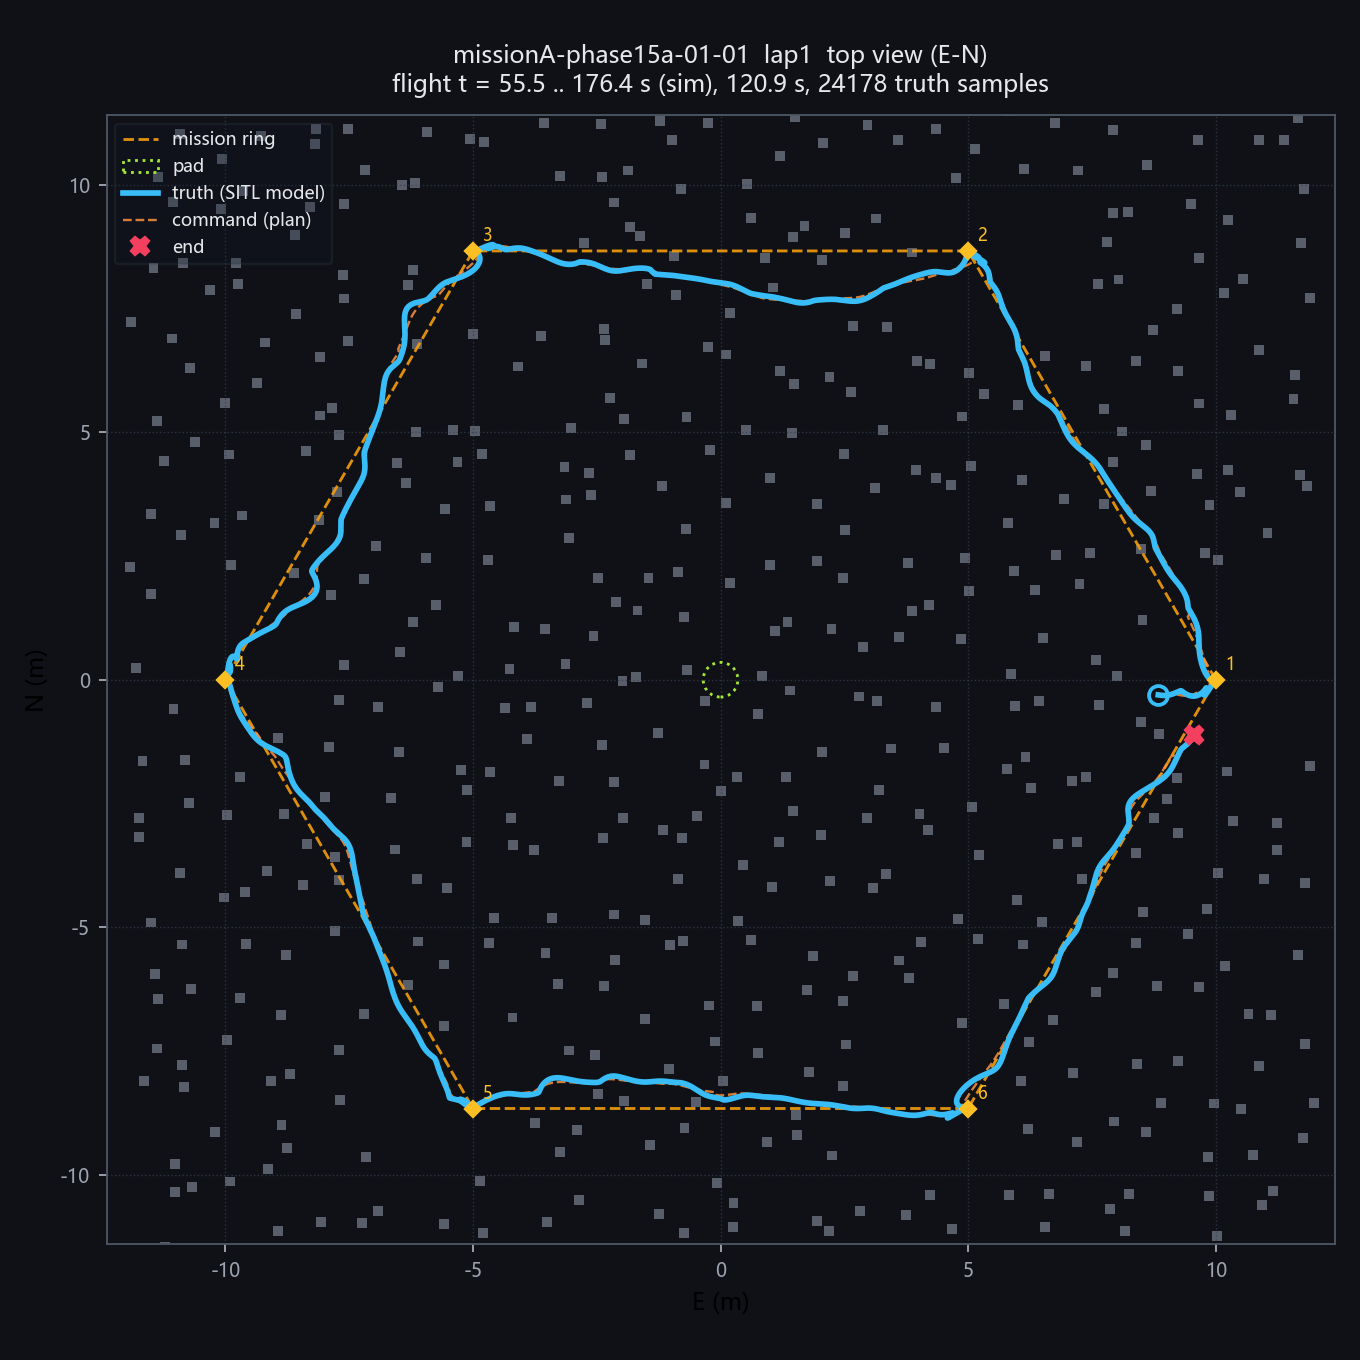 missionA-phase15a-01-01 lap1 top view (E-N)
flight t = 55.5 .. 176.4 s (sim), 120.9 s, 24178 truth samples
mission ring
pad
truth (SITL model)
command (plan)
end
3
2
4
1
5
6
10
5
0
-5
-10
N (m)
-10
-5
0
5
10
E (m)